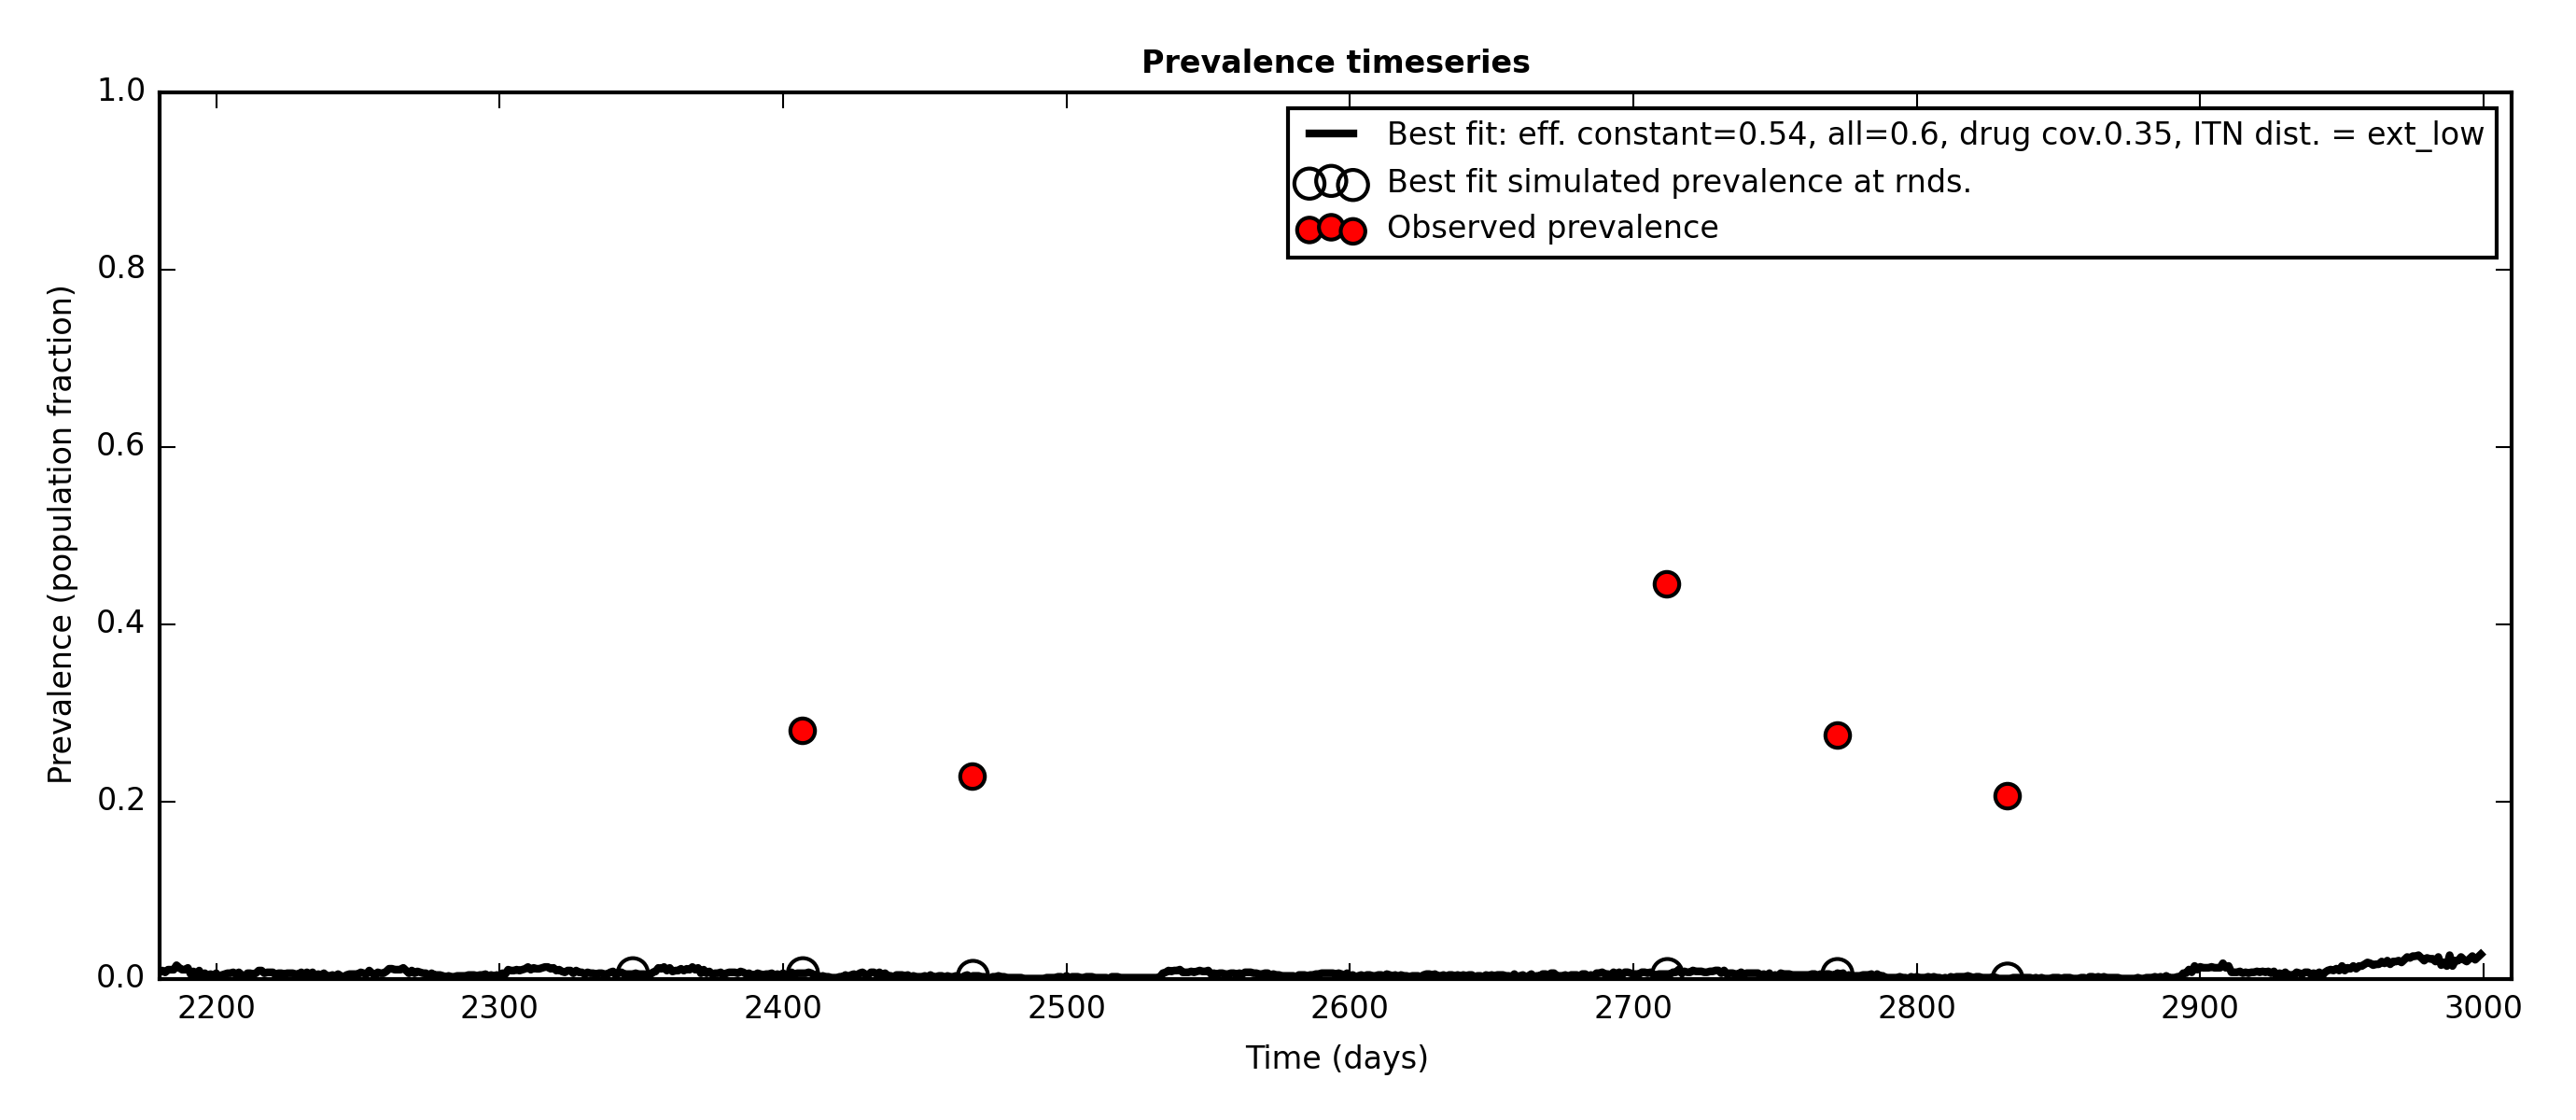 Prevalence timeseries
1.0
0.8
0.6
0.4
0.2
0.0
Prevalence (population fraction)
Best fit: eff. constant=0.54, all=0.6, drug cov.0.35, ITN dist. = ext_low
Best fit simulated prevalence at rnds.
Observed prevalence
2200 2300 2400 2500 2600 2700 2800 2900 3000
Time (days)